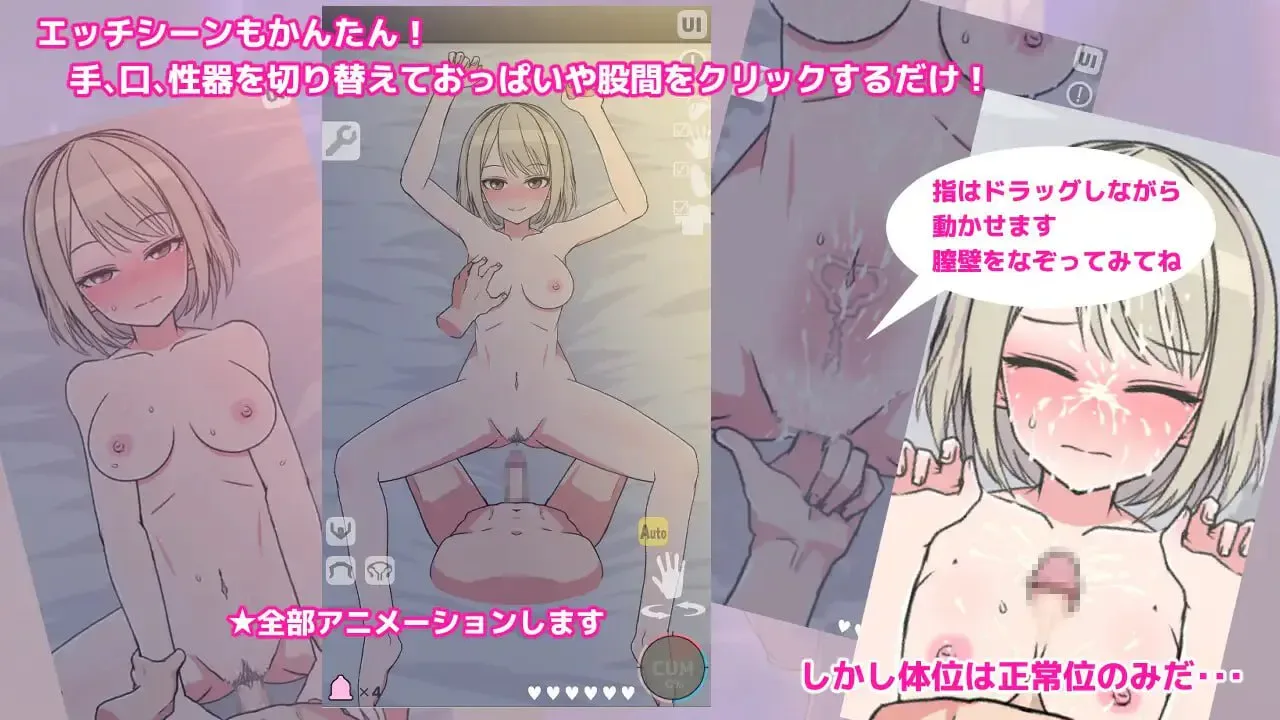 エッチシーンもかんたん！
手、口、性器を切り替えておっぱいや股間をクリックするだけ！
UI
UI
指はドラッグしながら
動かせます
膣壁をなぞってみてね
Auto
★全部アニメーションします
CUM
×4
しかし体位は正常位のみだ･･･